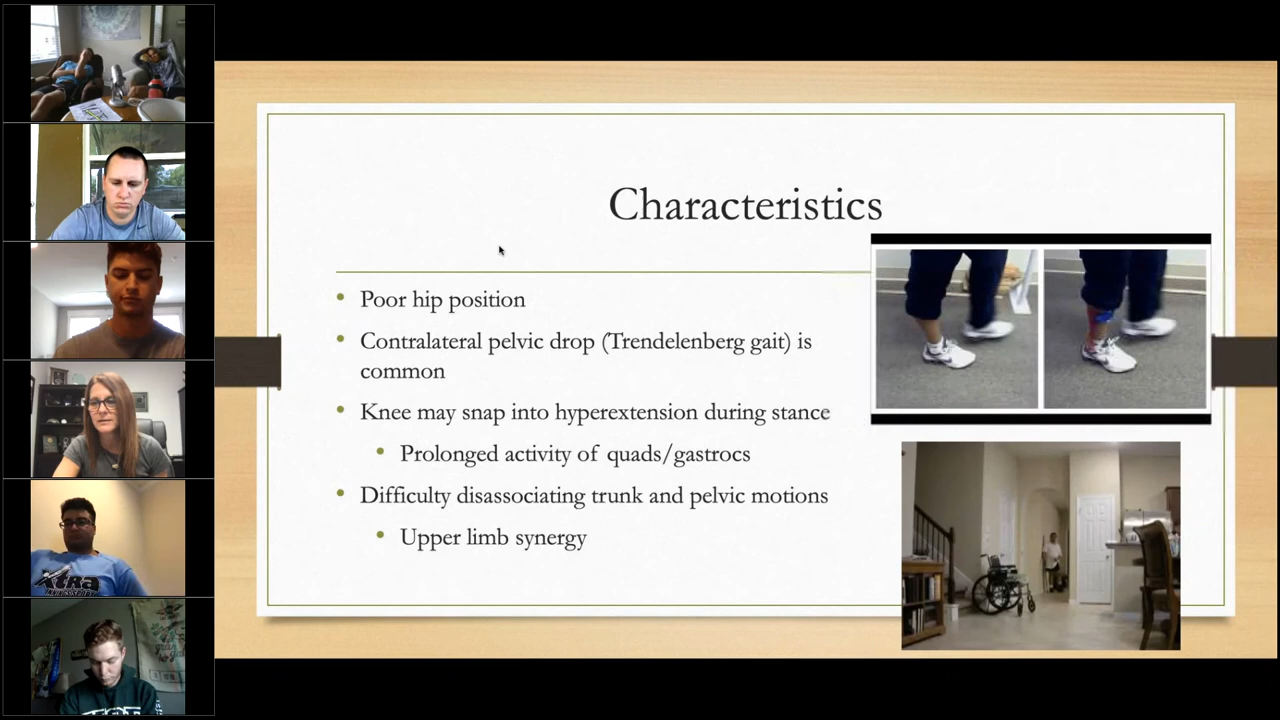 Characteristics
Poor hip position
Contralateral pelvic drop (Trendelenberg gait) is
common
Knee may snap into hyperextension during stance
Prolonged activity of quads/gastrocs
Difficulty disassociating trunk and pelvic motions
Upper limb synergy
xtra